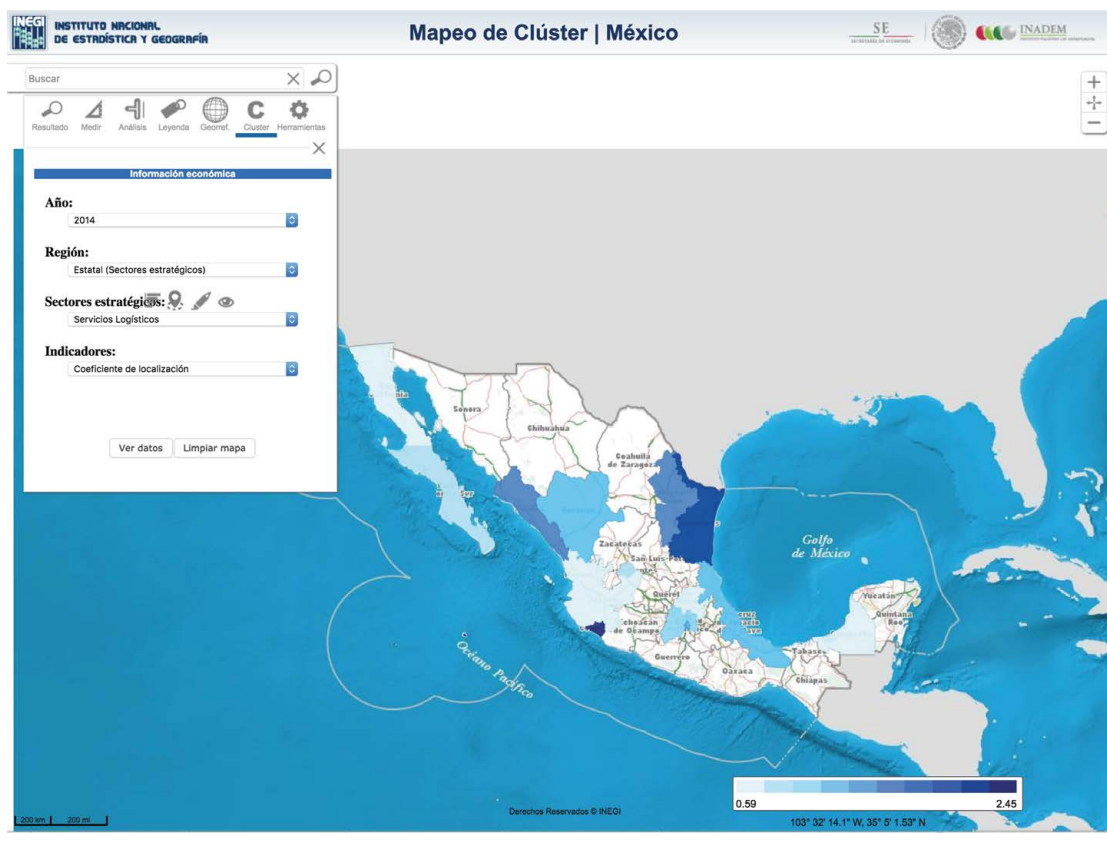 INEGI
INSTITUTO NACIONAL
DE ESTADÍSTICA Y GEOGRAFÍA
Mapeo de Clúster | México
SE
SECRETARÍA DE ECONOMÍA
INADEM
Buscar
Resultado Medir Análisis Leyenda Georref. Cluster Herramientas
Información económica
Año:
2014
Región:
Estatal (Sectores estratégicos)
Sectores estratégicos:
Servicios Logísticos
Indicadores:
Coeficiente de localización
Ver datos Limpiar mapa
Sonora
Chihuahua
Coahuila
de Zaragoza
Zacatecas
San Luis
Golfo
de México
Yucatán
Quintana
Roo
Querét
de Ocampo
Guerrero
Oaxaca
Tabasco
Chiapas
Océano Pacífico
0.59 2.45
200 km 200 mi
Derechos Reservados © INEGI
103° 32' 14.1" W, 35° 5' 1.53" N